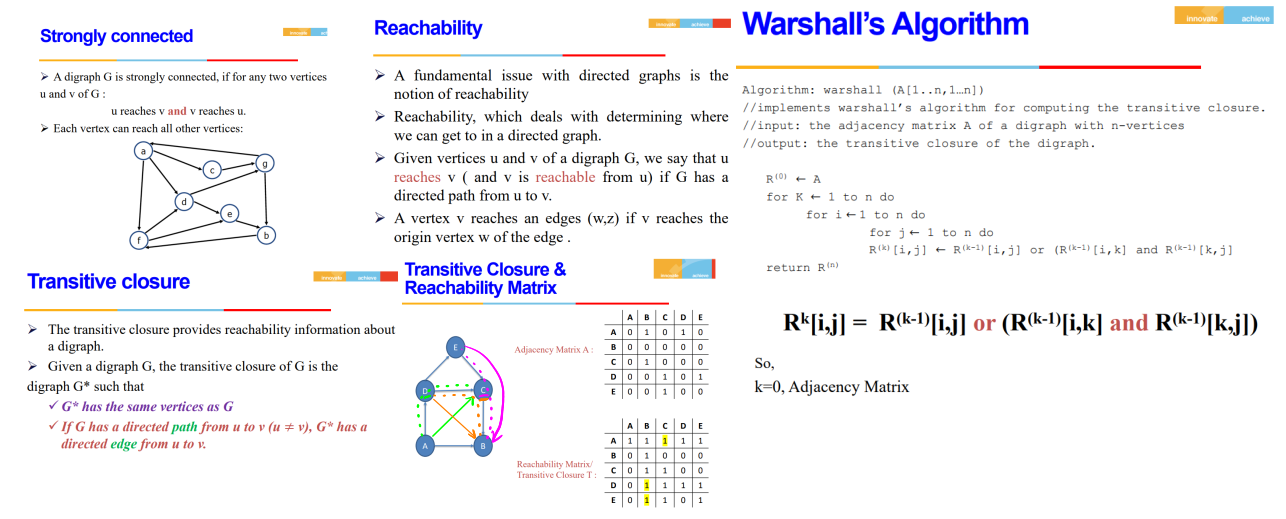 Strongly connected
innovate achieve
➢ A digraph G is strongly connected, if for any two vertices
u and v of G :
u reaches v and v reaches u.
➢ Each vertex can reach all other vertices:
a
c
g
d
e
f
b
Reachability
innovate achieve
➢ A fundamental issue with directed graphs is the
notion of reachability
➢ Reachability, which deals with determining where
we can get to in a directed graph.
➢ Given vertices u and v of a digraph G, we say that u
reaches v ( and v is reachable from u) if G has a
directed path from u to v.
➢ A vertex v reaches an edges (w,z) if v reaches the
origin vertex w of the edge .
Warshall's Algorithm
innovate achieve
Algorithm: warshall (A[1..n,1…n])
//implements warshall's algorithm for computing the transitive closure.
//input: the adjacency matrix A of a digraph with n-vertices
//output: the transitive closure of the digraph.
R(0) ← A
for K ← 1 to n do
for i←1 to n do
for j← 1 to n do
R(k)[i,j] ← R(k-1)[i,j] or (R(k-1)[i,k] and R(k-1)[k,j]
return R(n)
Rk[i,j] = R(k-1)[i,j] or (R(k-1)[i,k] and R(k-1)[k,j])
So,
k=0, Adjacency Matrix
Transitive closure
innovate achieve
➢ The transitive closure provides reachability information about
a digraph.
➢ Given a digraph G, the transitive closure of G is the
digraph G* such that
✓ G* has the same vertices as G
✓ If G has a directed path from u to v (u ≠ v), G* has a
directed edge from u to v.
Transitive Closure &
Reachability Matrix
innovate achieve
E
D
C
A
B
Adjacency Matrix A :
A B C D E
A 0 1 0 1 0
B 0 0 0 0 0
C 0 1 0 0 0
D 0 0 1 0 1
E 0 0 1 0 0
Reachability Matrix/
Transitive Closure T :
A B C D E
A 1 1 1 1 1
B 0 1 0 0 0
C 0 1 1 0 0
D 0 1 1 1 1
E 0 1 1 0 1